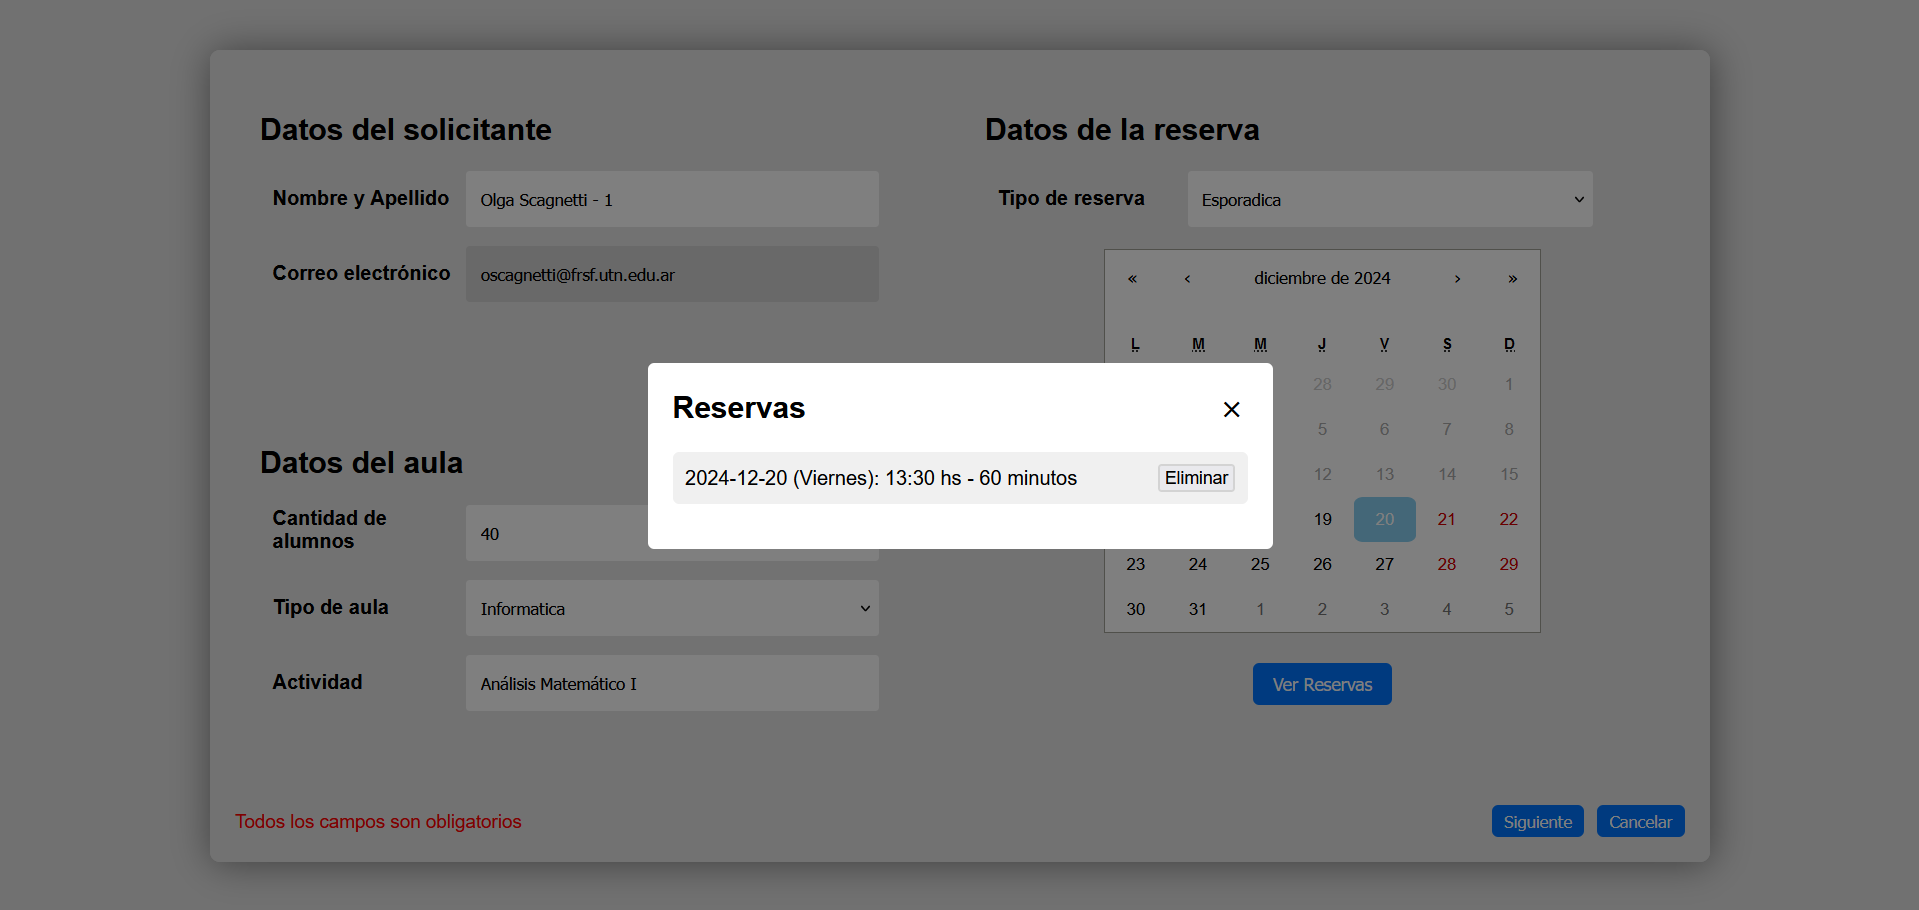 Datos del solicitante
Nombre y Apellido
Olga Scagnetti - 1
Correo electrónico
oscagnetti@frsf.utn.edu.ar
Datos del aula
Cantidad de
alumnos
40
Tipo de aula
Informatica
Actividad
Análisis Matemático I
Todos los campos son obligatorios
Datos de la reserva
Tipo de reserva
Esporadica
« ‹ diciembre de 2024 › »
L M M J V S D
28 29 30 1
5 6 7 8
12 13 14 15
19 20 21 22
23 24 25 26 27 28 29
30 31 1 2 3 4 5
Ver Reservas
Siguiente Cancelar
Reservas ×
2024-12-20 (Viernes): 13:30 hs - 60 minutos Eliminar